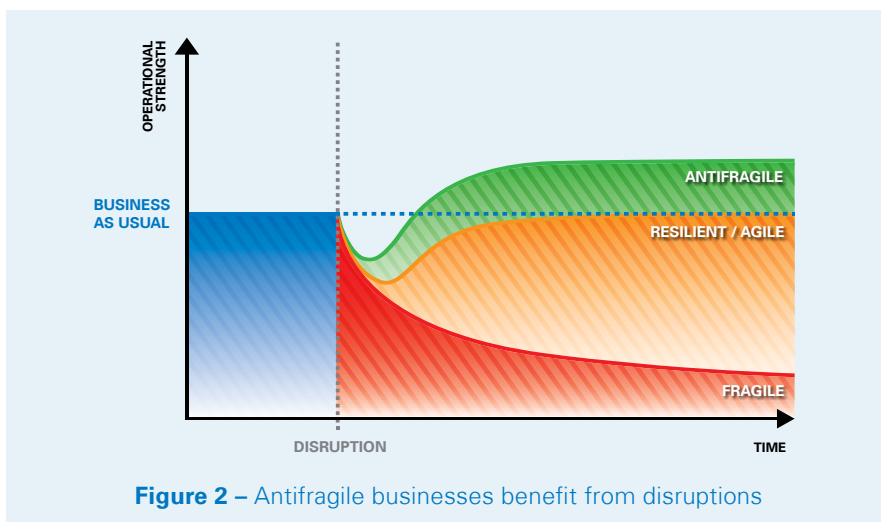 OPERATIONAL
STRENGTH
BUSINESS
AS USUAL
ANTIFRAGILE
RESILIENT / AGILE
FRAGILE
DISRUPTION
TIME
Figure 2 – Antifragile businesses benefit from disruptions